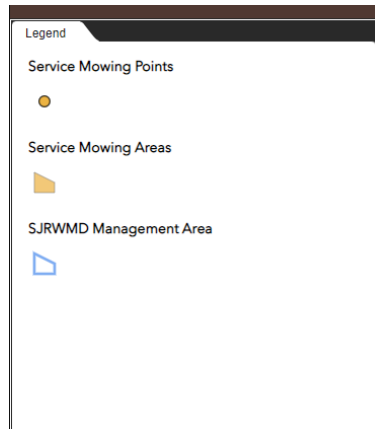 Legend
Service Mowing Points
Service Mowing Areas
SJRWMD Management Area